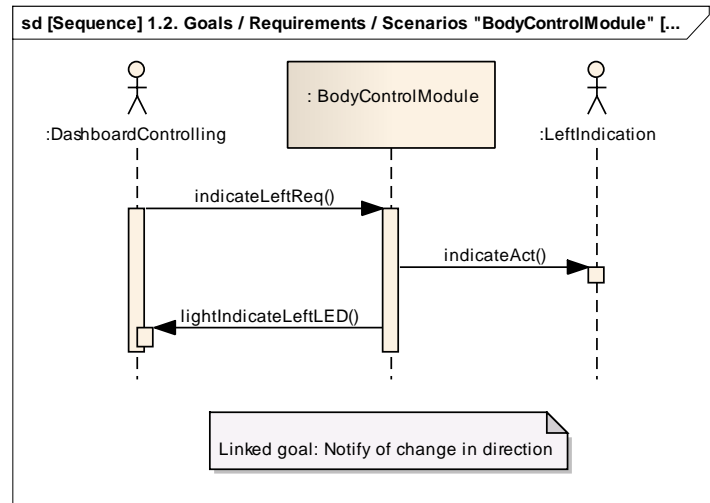 sd [Sequence] 1.2. Goals / Requirements / Scenarios "BodyControlModule" [...
: BodyControlModule
:DashboardControlling
:LeftIndication
indicateLeftReq()
indicateAct()
lightIndicateLeftLED()
Linked goal: Notify of change in direction